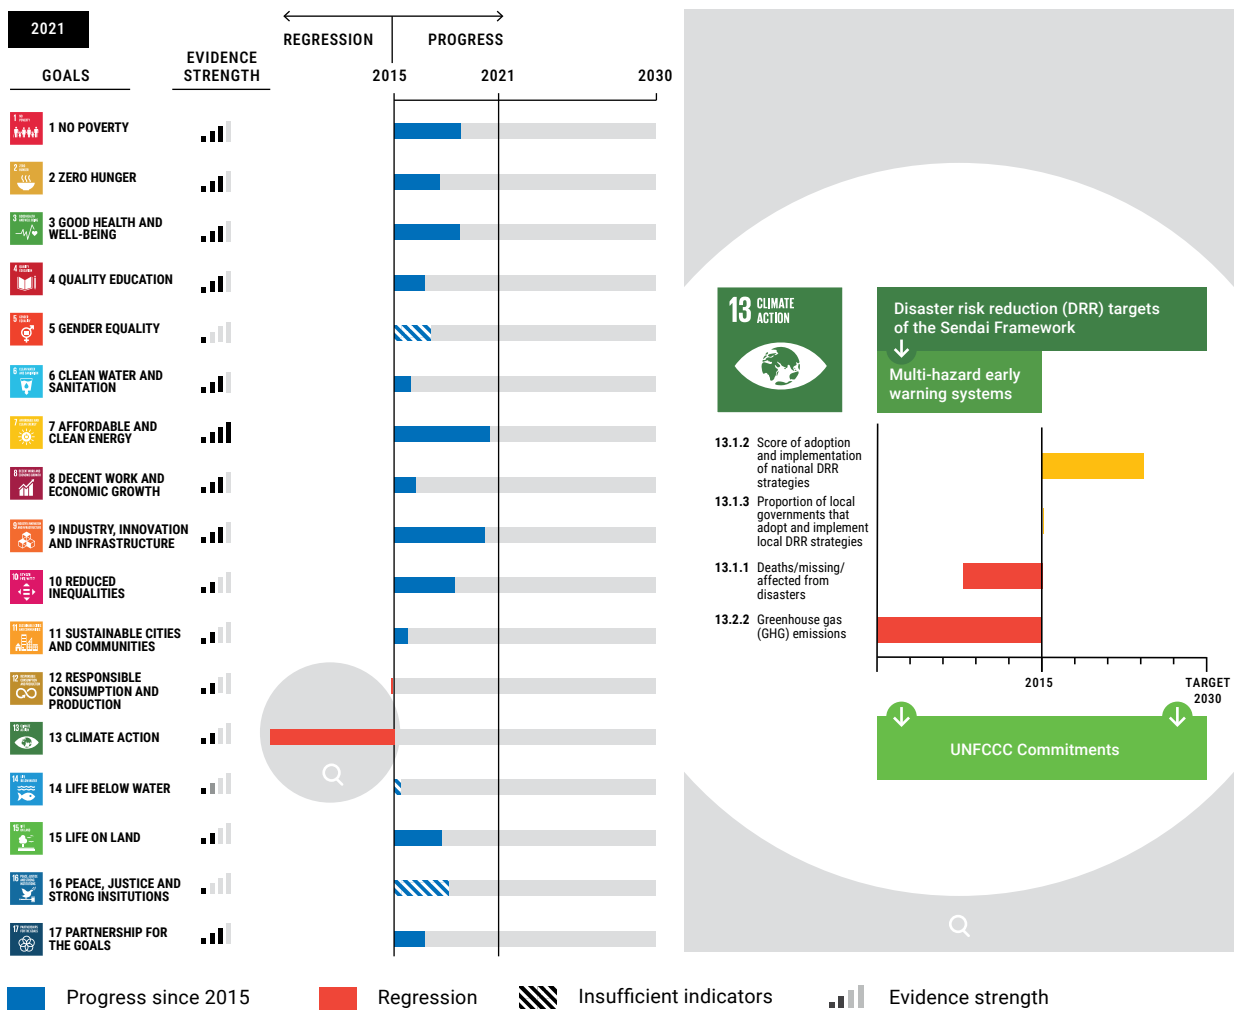 2021
REGRESSION
PROGRESS
GOALS
EVIDENCE
STRENGTH
2015
2021
2030
1 NO POVERTY
2 ZERO HUNGER
3 GOOD HEALTH AND
WELL-BEING
4 QUALITY EDUCATION
5 GENDER EQUALITY
6 CLEAN WATER AND
SANITATION
7 AFFORDABLE AND
CLEAN ENERGY
8 DECENT WORK AND
ECONOMIC GROWTH
9 INDUSTRY, INNOVATION
AND INFRASTRUCTURE
10 REDUCED
INEQUALITIES
11 SUSTAINABLE CITIES
AND COMMUNITIES
12 RESPONSIBLE
CONSUMPTION AND
PRODUCTION
13 CLIMATE ACTION
14 LIFE BELOW WATER
15 LIFE ON LAND
16 PEACE, JUSTICE AND
STRONG INSITUTIONS
17 PARTNERSHIP FOR
THE GOALS
13 CLIMATE
ACTION
Disaster risk reduction (DRR) targets
of the Sendai Framework
Multi-hazard early
warning systems
13.1.2 Score of adoption
and implementation
of national DRR
strategies
13.1.3 Proportion of local
governments that
adopt and implement
local DRR strategies
13.1.1 Deaths/missing/
affected from
disasters
13.2.2 Greenhouse gas
(GHG) emissions
2015
TARGET
2030
UNFCCC Commitments
Progress since 2015
Regression
Insufficient indicators
Evidence strength